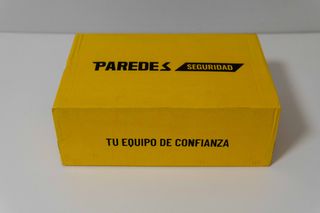 PAREDES SEGURIDAD
TU EQUIPO DE CONFIANZA